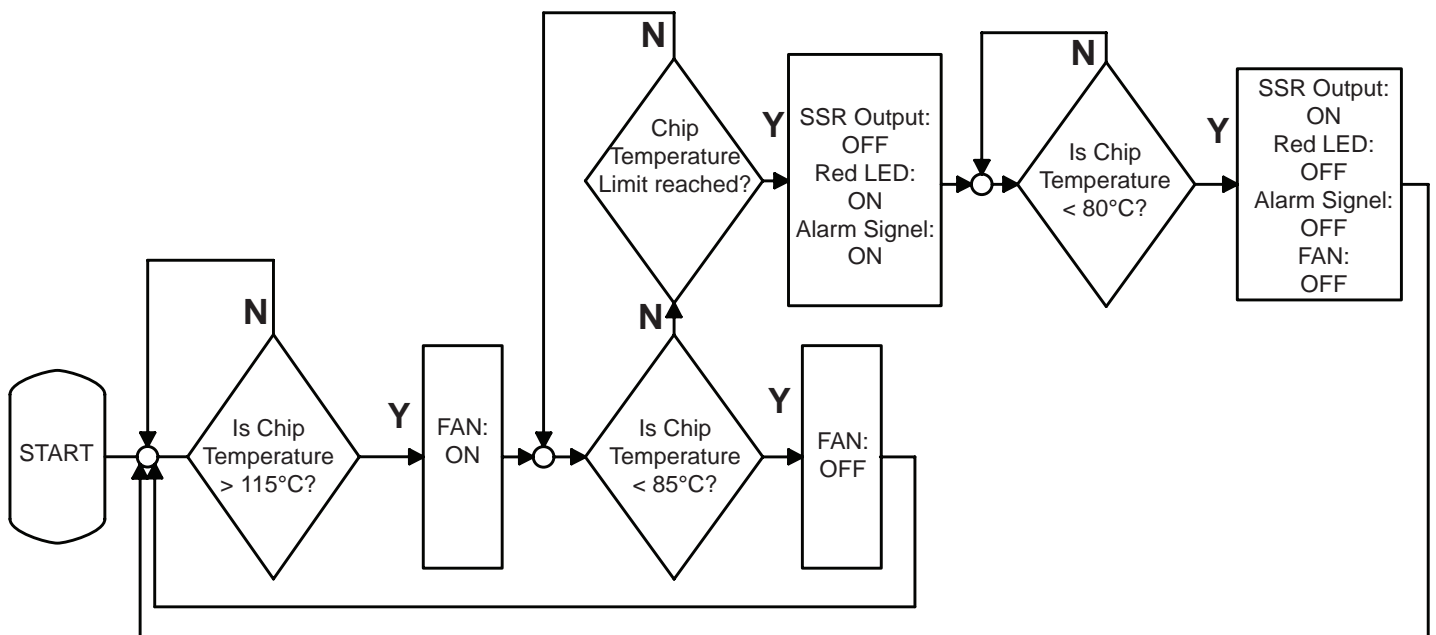 START
N
Is Chip
Temperature
> 115°C?
Y
FAN:
ON
Is Chip
Temperature
< 85°C?
Y
FAN:
OFF
N
Chip
Temperature
Limit reached?
N
Y
SSR Output:
OFF
Red LED:
ON
Alarm Signel:
ON
Is Chip
Temperature
< 80°C?
N
Y
SSR Output:
ON
Red LED:
OFF
Alarm Signel:
OFF
FAN:
OFF